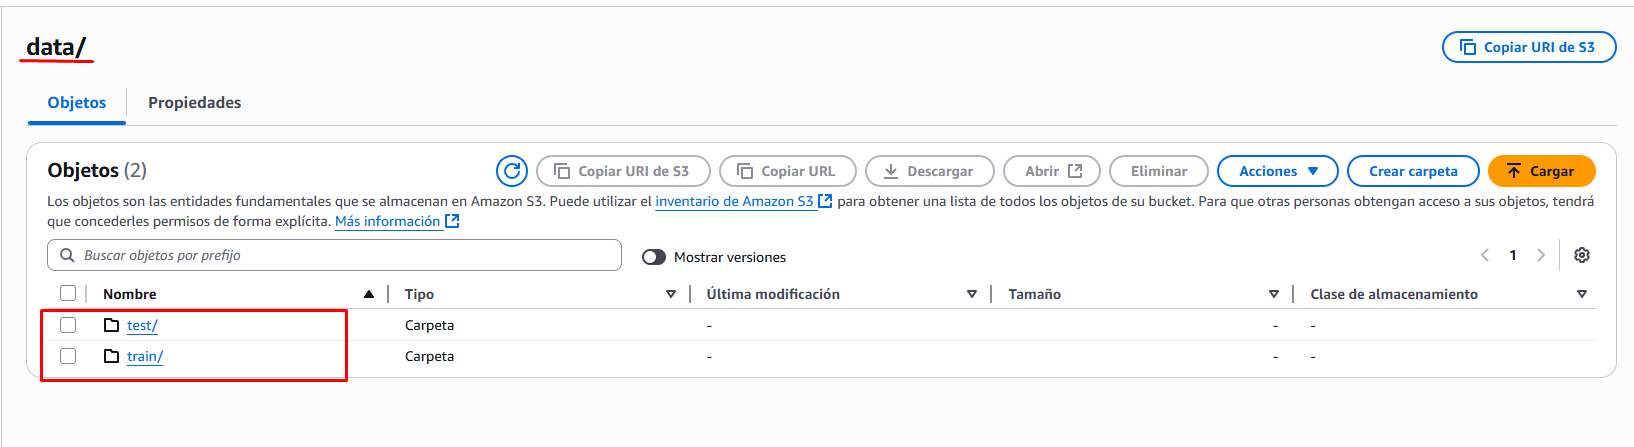 data/
Copiar URI de S3
Objetos
Propiedades
Objetos (2)
Copiar URI de S3
Copiar URL
Descargar
Abrir
Eliminar
Acciones
Crear carpeta
Cargar
Los objetos son las entidades fundamentales que se almacenan en Amazon S3. Puede utilizar el inventario de Amazon S3 para obtener una lista de todos los objetos de su bucket. Para que otras personas obtengan acceso a sus objetos, tendrá
que concederles permisos de forma explícita. Más información
Buscar objetos por prefijo
Mostrar versiones
1
Nombre Tipo Última modificación Tamaño Clase de almacenamiento
test/ Carpeta - - -
train/ Carpeta - - -